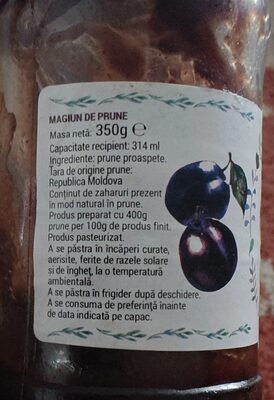 MAGIUN DE PRUNE
Masa netă: 350g ℮
Capacitate recipient: 314 ml
Ingrediente: prune proaspete.
Tara de origine prune:
Republica Moldova
Conținut de zaharuri prezent
în mod natural în prune.
Produs preparat cu 400g
prune per 100g de produs finit.
Produs pasteurizat.
A se păstra în încăperi curate,
aerisite, ferite de razele solare
și de îngheț, la o temperatură
ambientală.
A se păstra în frigider după deschidere.
A se consuma de preferință înainte
de data indicată pe capac.